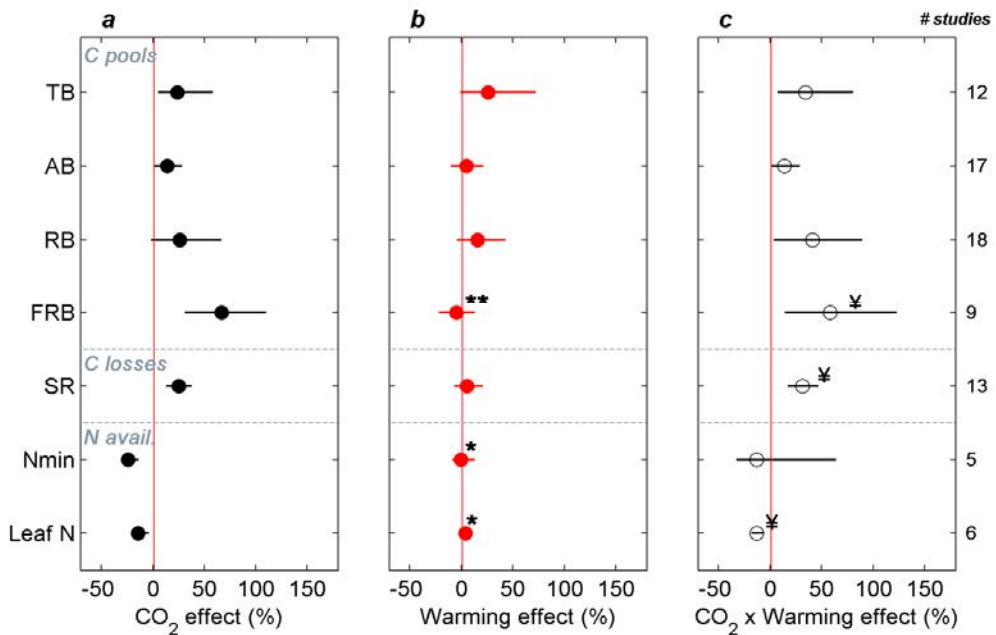 a b c # studies
C pools
TB 12
AB 17
RB 18
FRB ** ¥ 9
C losses
SR ¥ 13
N avail.
Nmin * 5
Leaf N * ¥ 6
-50 0 50 100 150 -50 0 50 100 150 -50 0 50 100 150
CO2 effect (%) Warming effect (%) CO2 x Warming effect (%)